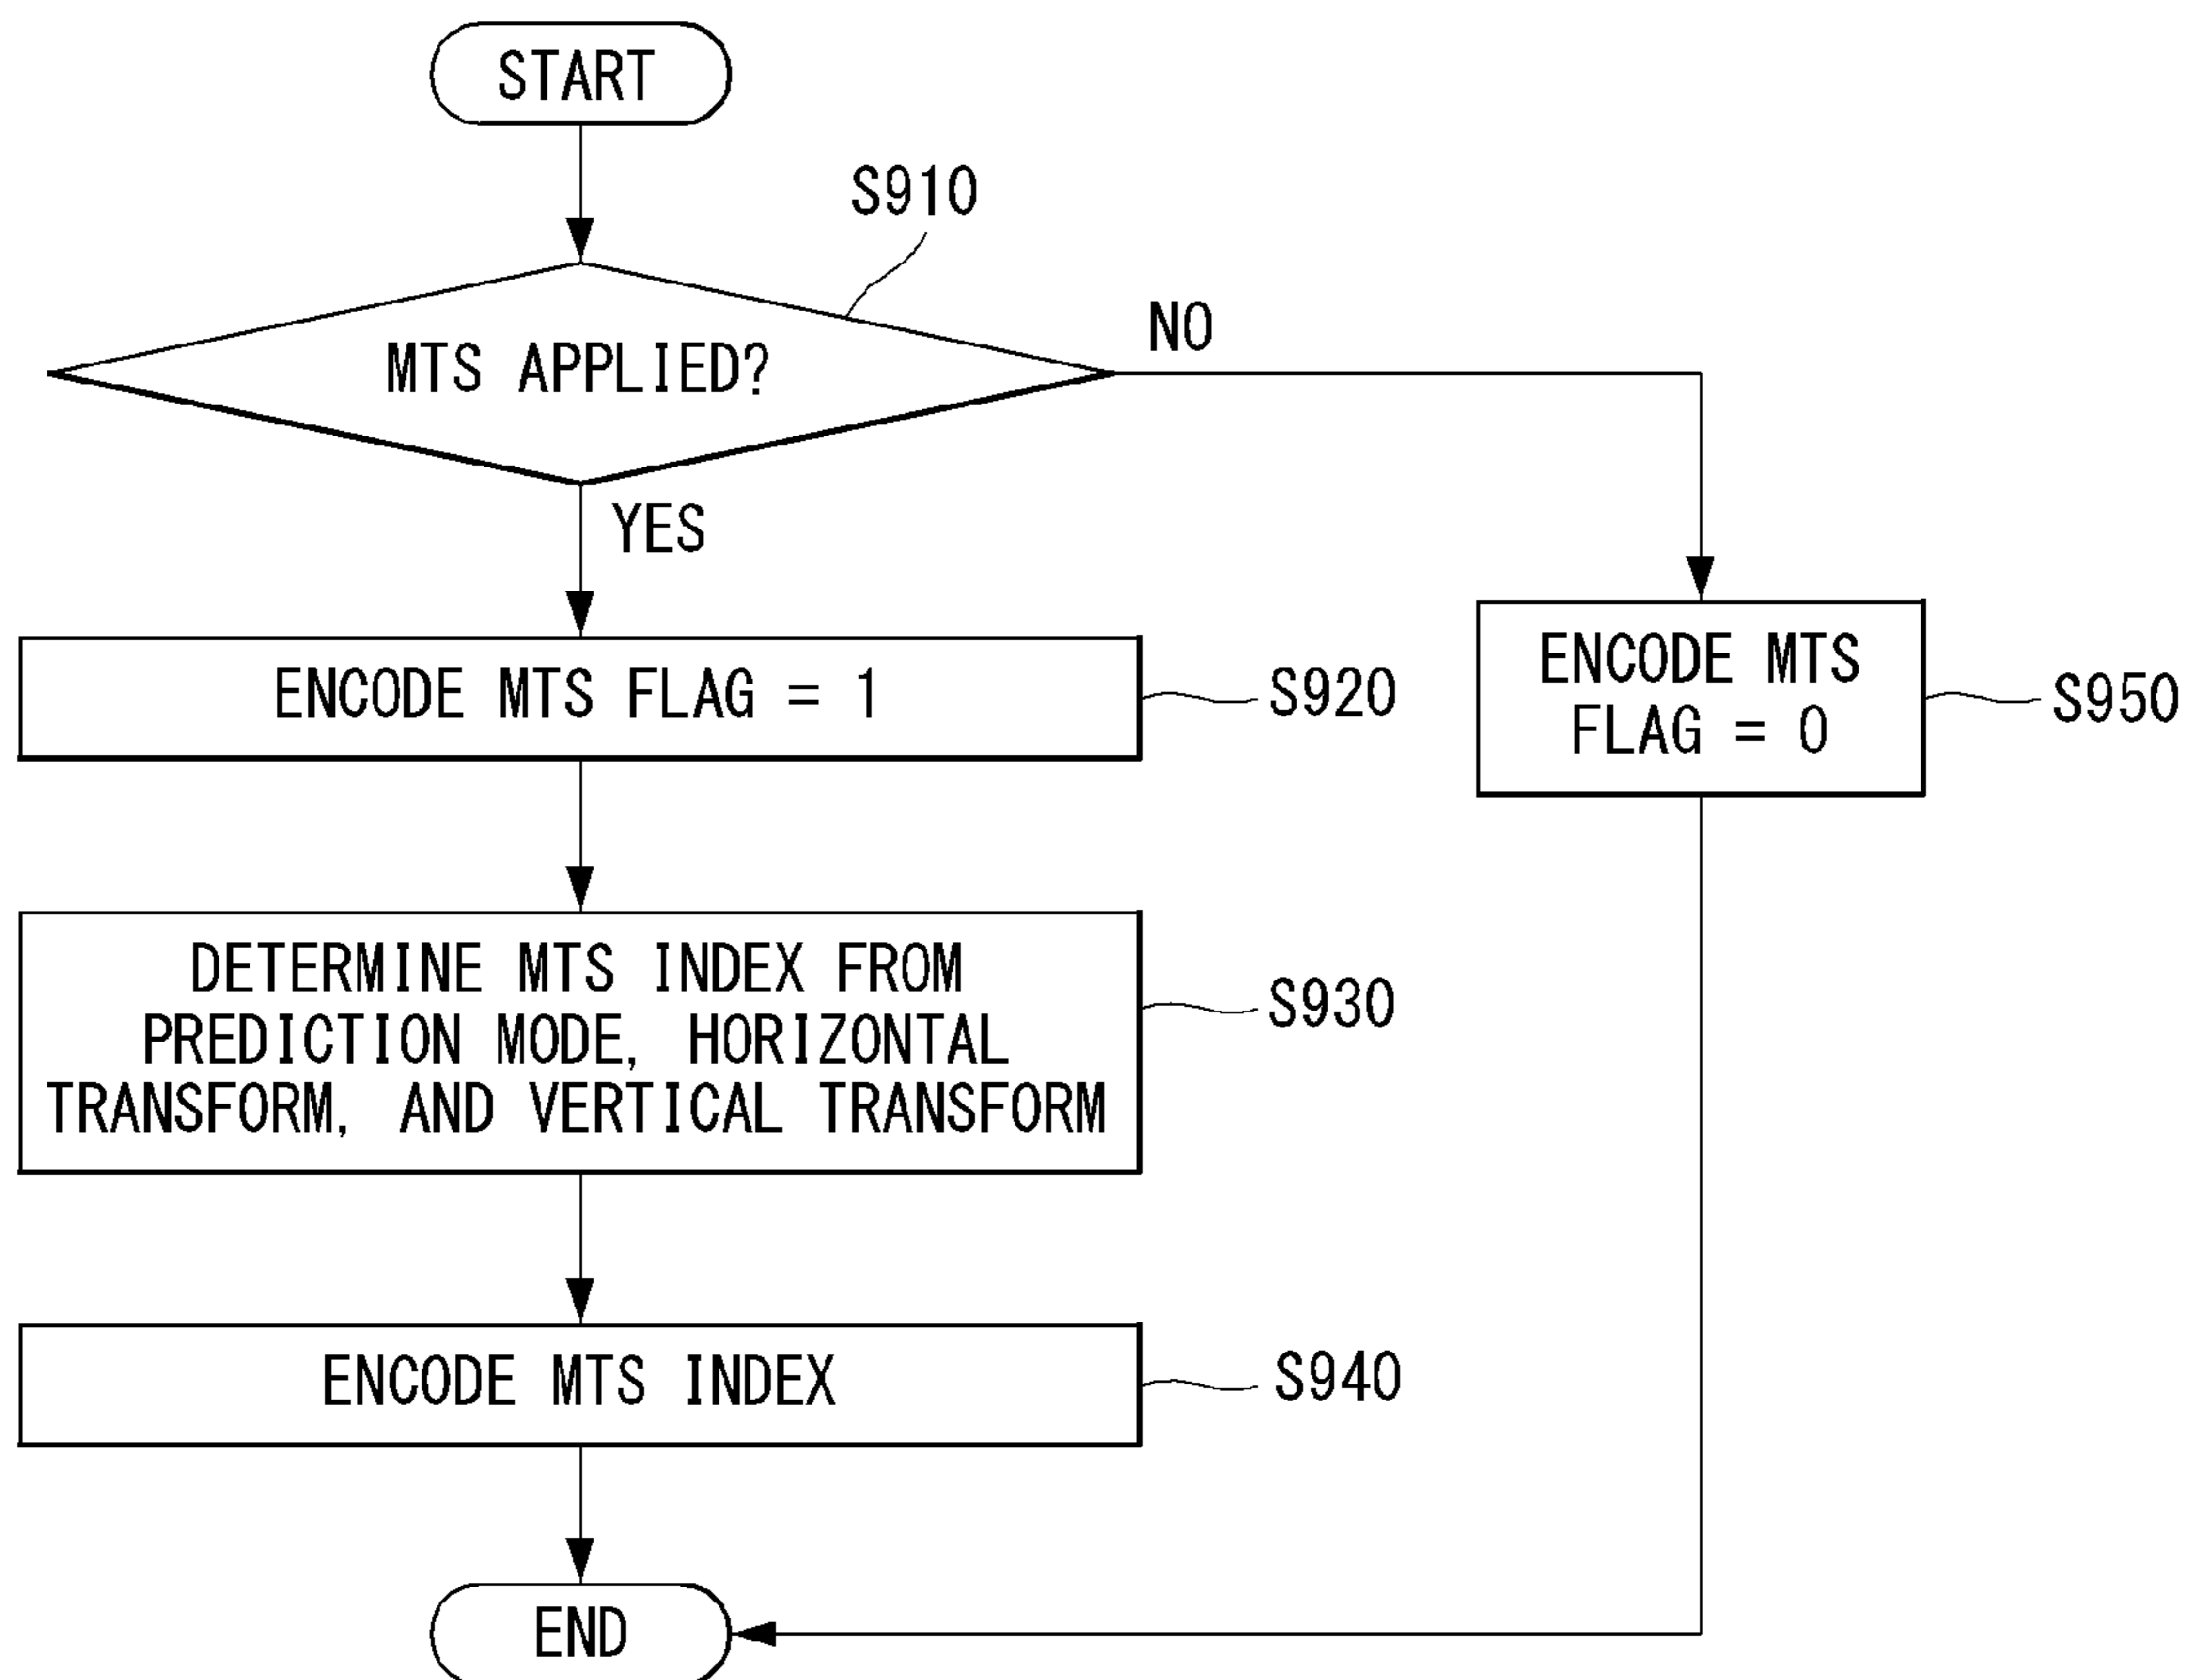 START
S910
MTS APPLIED?
NO
YES
ENCODE MTS FLAG = 1
S920
ENCODE MTS
FLAG = 0
S950
DETERMINE MTS INDEX FROM
PREDICTION MODE, HORIZONTAL
TRANSFORM, AND VERTICAL TRANSFORM
S930
ENCODE MTS INDEX
S940
END